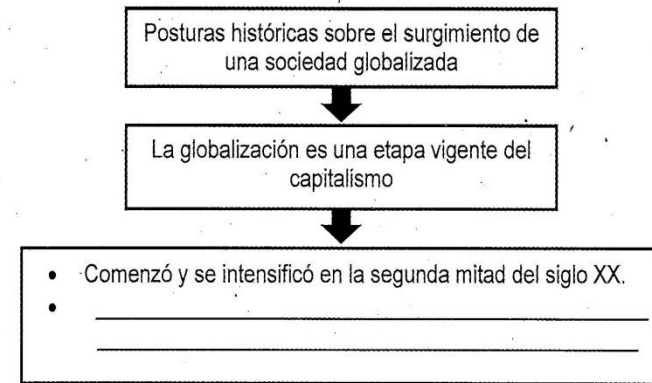 Posturas históricas sobre el surgimiento de
una sociedad globalizada
La globalización es una etapa vigente del
capitalismo
• Comenzó y se intensificó en la segunda mitad del siglo XX.
•